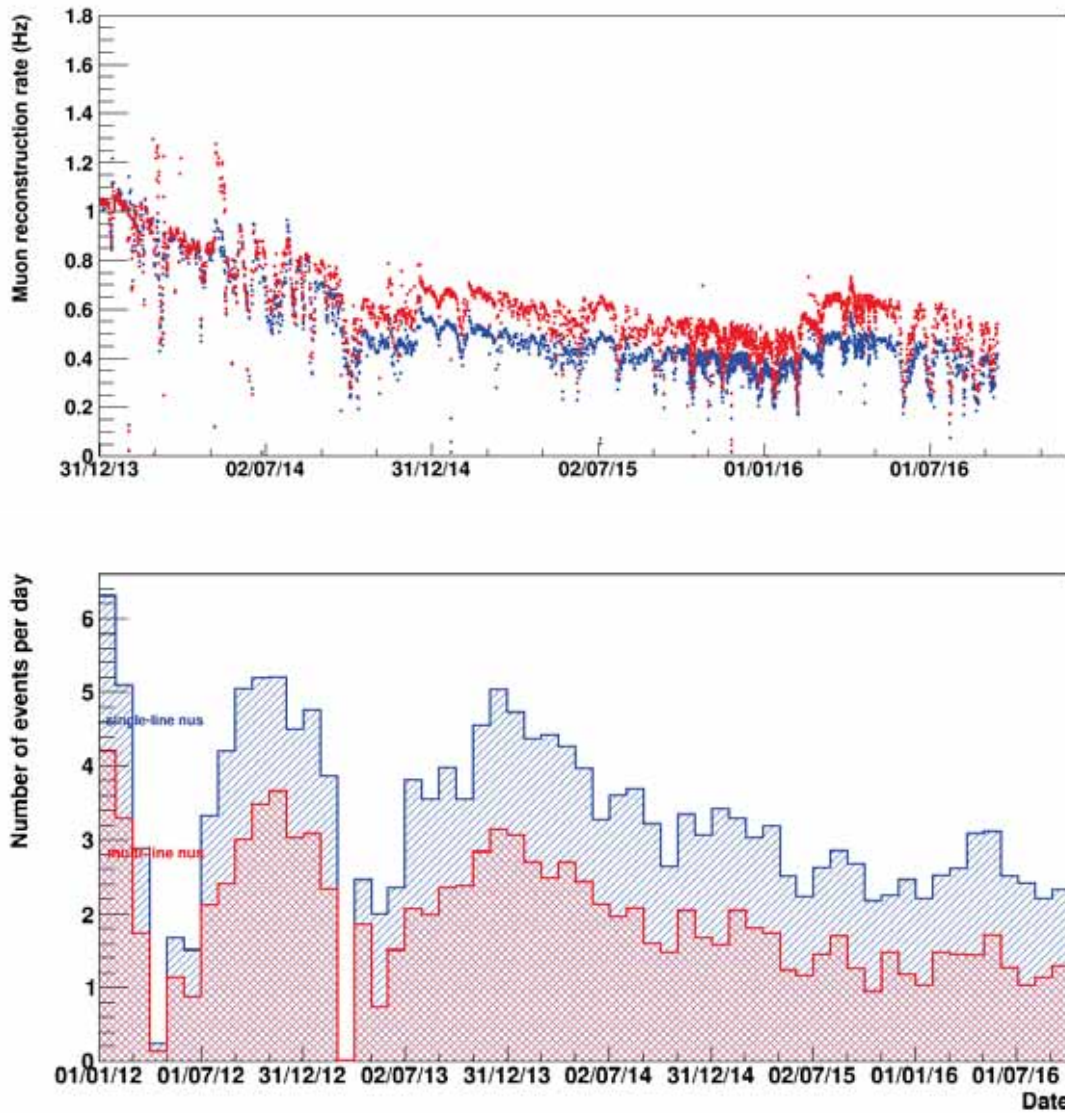 Muon reconstruction rate (Hz)
1.8
1.6
1.4
1.2
1
0.8
0.6
0.4
0.2
0
31/12/13 02/07/14 31/12/14 02/07/15 01/01/16 01/07/16
Number of events per day
6
5
single-line nus
4
3
multi-line nus
2
1
0
01/01/12 01/07/12 31/12/12 02/07/13 31/12/13 02/07/14 31/12/14 02/07/15 01/01/16 01/07/16
Date